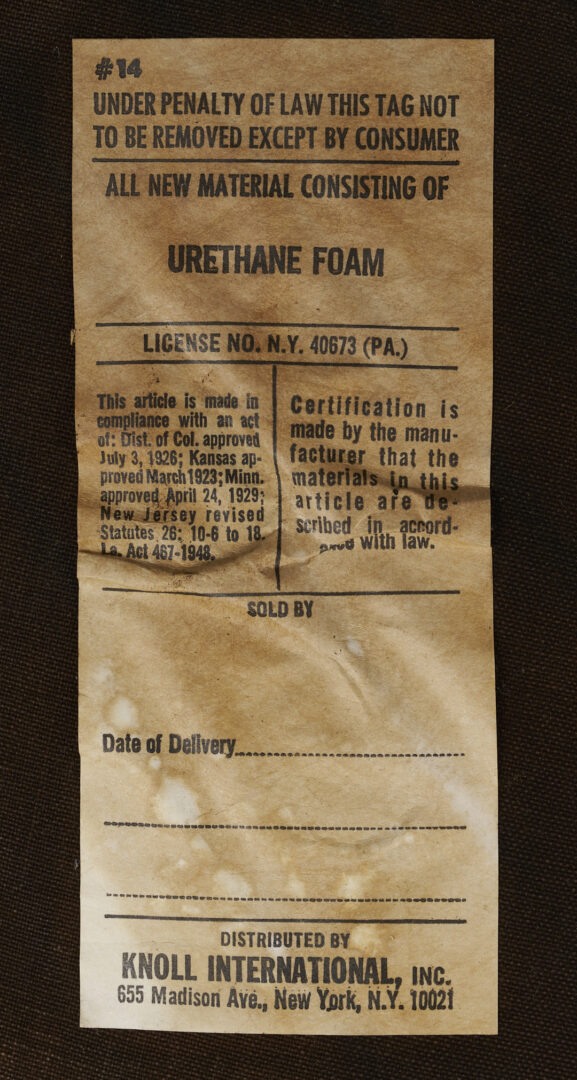 #14
UNDER PENALTY OF LAW THIS TAG NOT
TO BE REMOVED EXCEPT BY CONSUMER
ALL NEW MATERIAL CONSISTING OF
URETHANE FOAM
LICENSE NO. N.Y. 40673 (PA.)
This article is made in
compliance with an act
of: Dist. of Col. approved
July 3, 1926; Kansas ap-
proved March 1923; Minn.
approved April 24, 1929;
New Jersey revised
Statutes 26: 10-6 to 18.
La. Act 467-1948.
Certification is
made by the manu-
facturer that the
materials in this
article are de-
scribed in accord-
with law.
SOLD BY
Date of Delivery
DISTRIBUTED BY
KNOLL INTERNATIONAL, INC.
655 Madison Ave., New York, N.Y. 10021